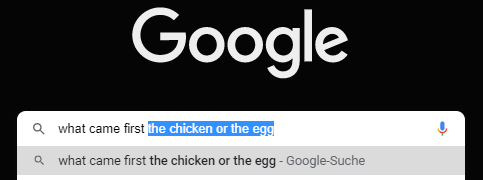 Google
what came first the chicken or the egg
what came first the chicken or the egg - Google-Suche